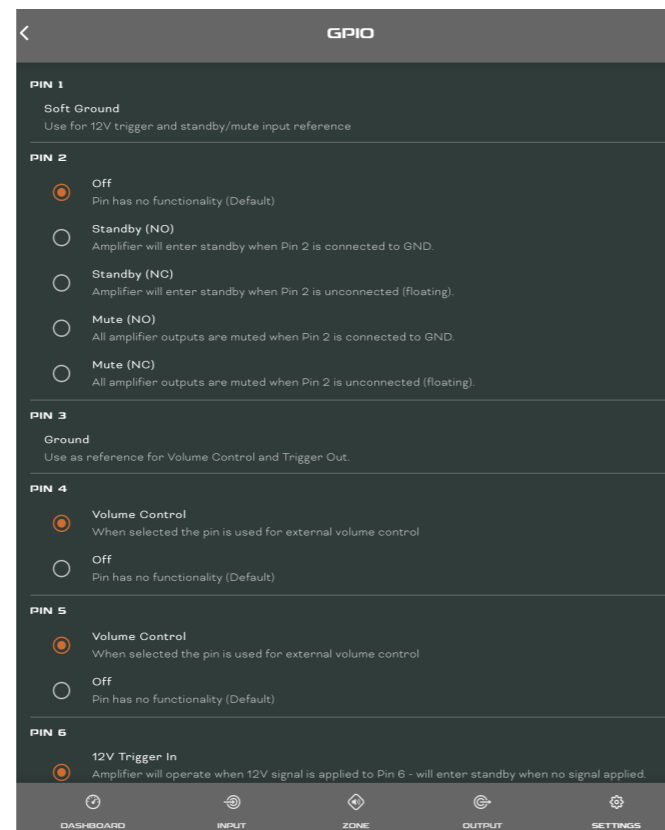 GPIO
PIN 1
Soft Ground
Use for 12V trigger and standby/mute input reference
PIN 2
Off
Pin has no functionality (Default)
Standby (NO)
Amplifier will enter standby when Pin 2 is connected to GND.
Standby (NC)
Amplifier will enter standby when Pin 2 is unconnected (floating).
Mute (NO)
All amplifier outputs are muted when Pin 2 is connected to GND.
Mute (NC)
All amplifier outputs are muted when Pin 2 is unconnected (floating).
PIN 3
Ground
Use as reference for Volume Control and Trigger Out.
PIN 4
Volume Control
When selected the pin is used for external volume control
Off
Pin has no functionality (Default)
PIN 5
Volume Control
When selected the pin is used for external volume control
Off
Pin has no functionality (Default)
PIN 6
12V Trigger In
Amplifier will operate when 12V signal is applied to Pin 6 - will enter standby when no signal applied.
DASHBOARD INPUT ZONE OUTPUT SETTINGS